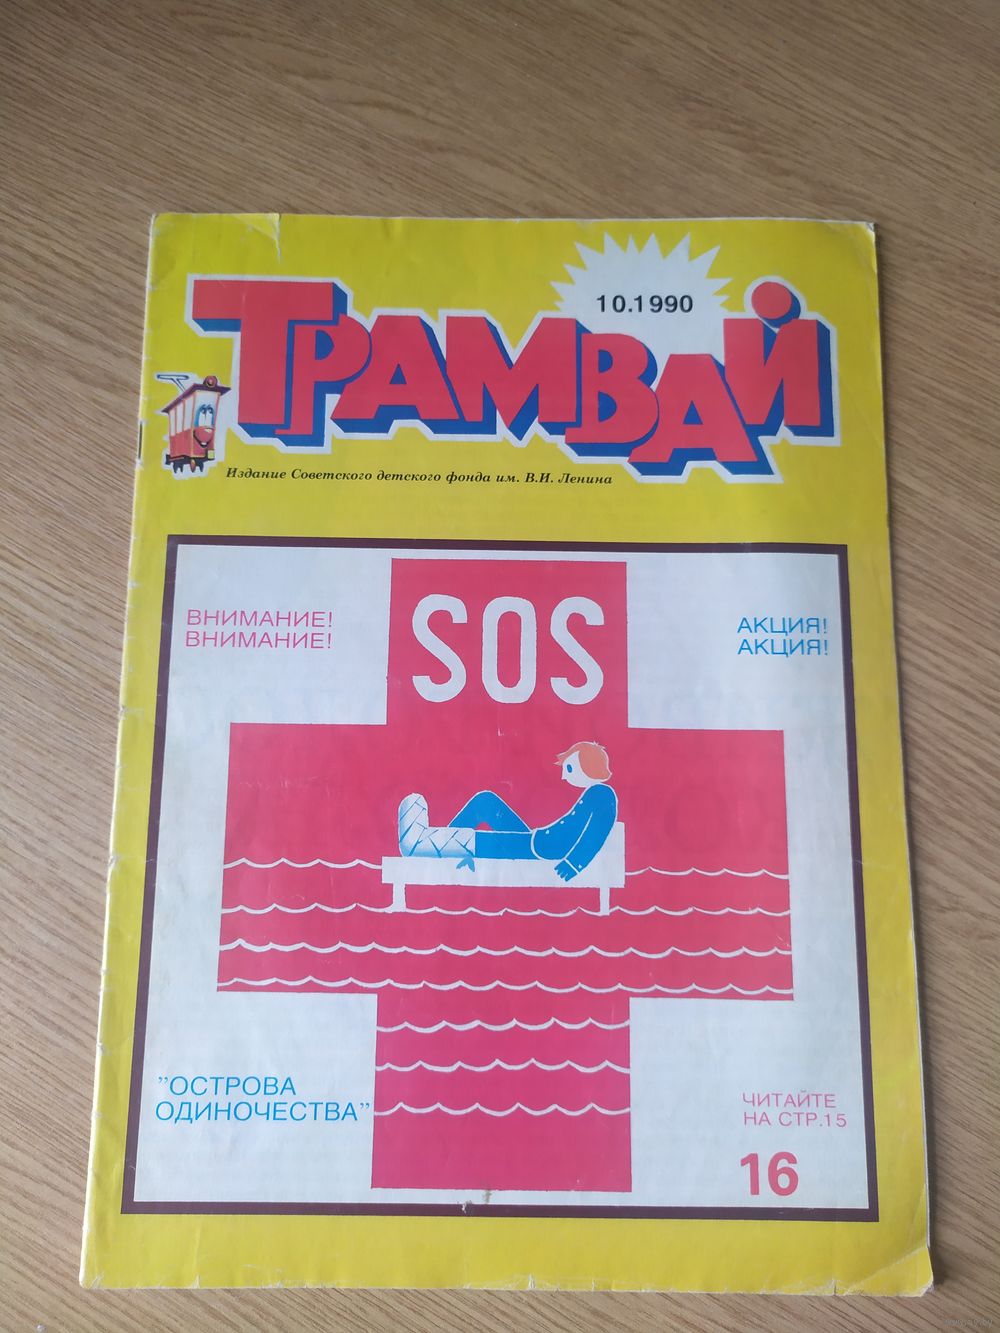 10.1990
ТРАМВАЙ
Издание Советского детского фонда им. В.И. Ленина
SOS
ВНИМАНИЕ!
ВНИМАНИЕ!
АКЦИЯ!
АКЦИЯ!
"ОСТРОВА
ОДИНОЧЕСТВА"
ЧИТАЙТЕ
НА СТР.15
16